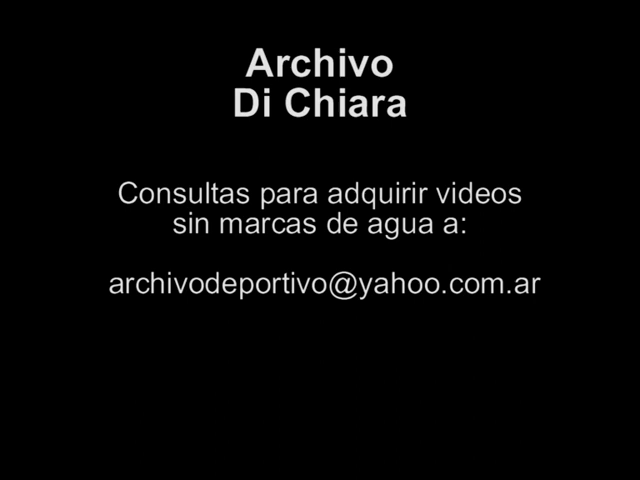 Archivo
Di Chiara
Consultas para adquirir videos
sin marcas de agua a:
archivodeportivo@yahoo.com.ar